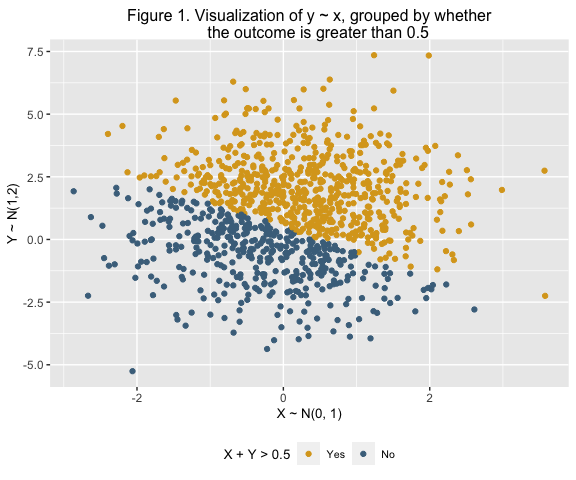 Figure 1. Visualization of y ~ x, grouped by whether
the outcome is greater than 0.5
7.5
5.0
2.5
0.0
-2.5
-5.0
Y ~ N(1,2)
-2 0 2
X ~ N(0, 1)
X + Y > 0.5 Yes No